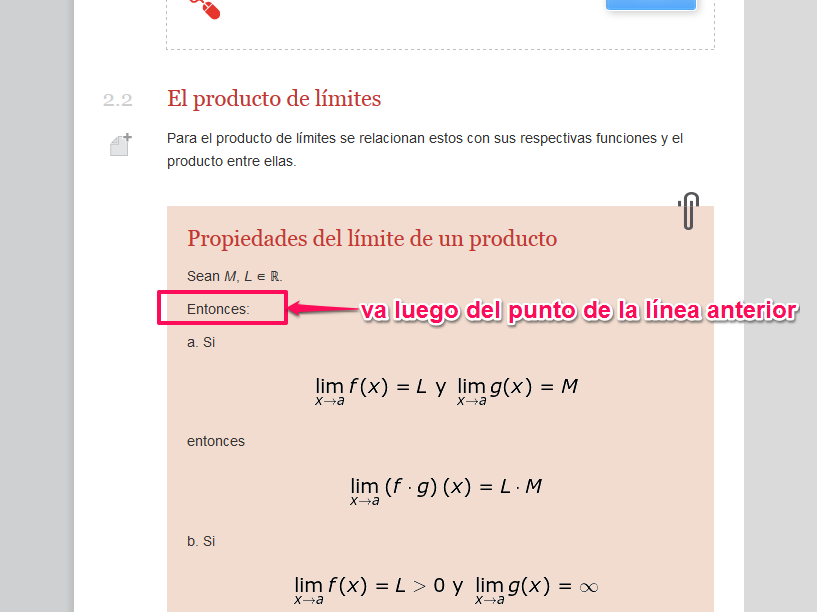 2.2 El producto de límites
Para el producto de límites se relacionan estos con sus respectivas funciones y el
producto entre ellas.
Propiedades del límite de un producto
Sean M, L ∈ ℝ.
Entonces: va luego del punto de la línea anterior
a. Si
lim x→a f(x) = L y lim x→a g(x) = M
entonces
lim x→a (f · g) (x) = L · M
b. Si
lim x→a f(x) = L > 0 y lim x→a g(x) = ∞